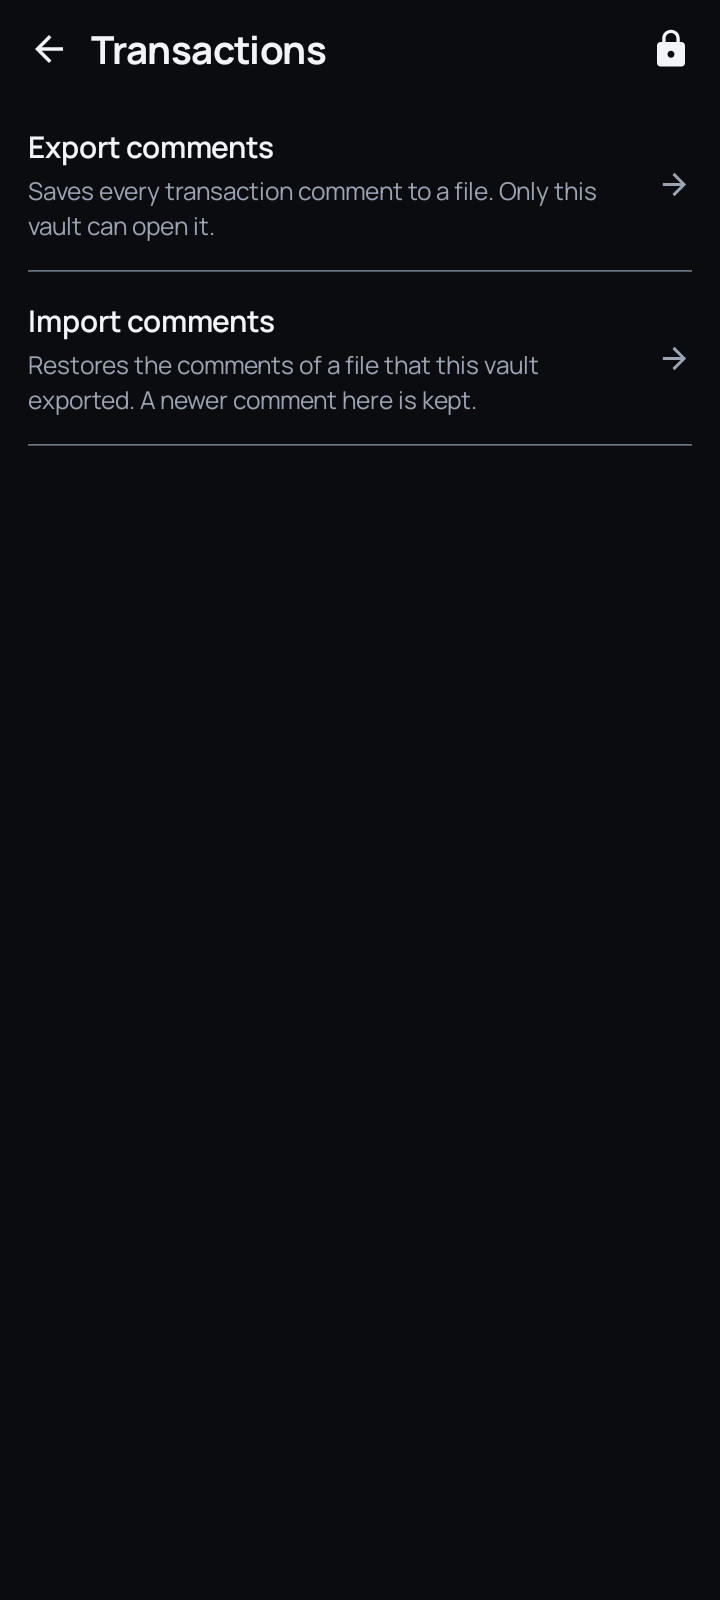 Transactions
Export comments
Saves every transaction comment to a file. Only this
vault can open it.
Import comments
Restores the comments of a file that this vault
exported. A newer comment here is kept.